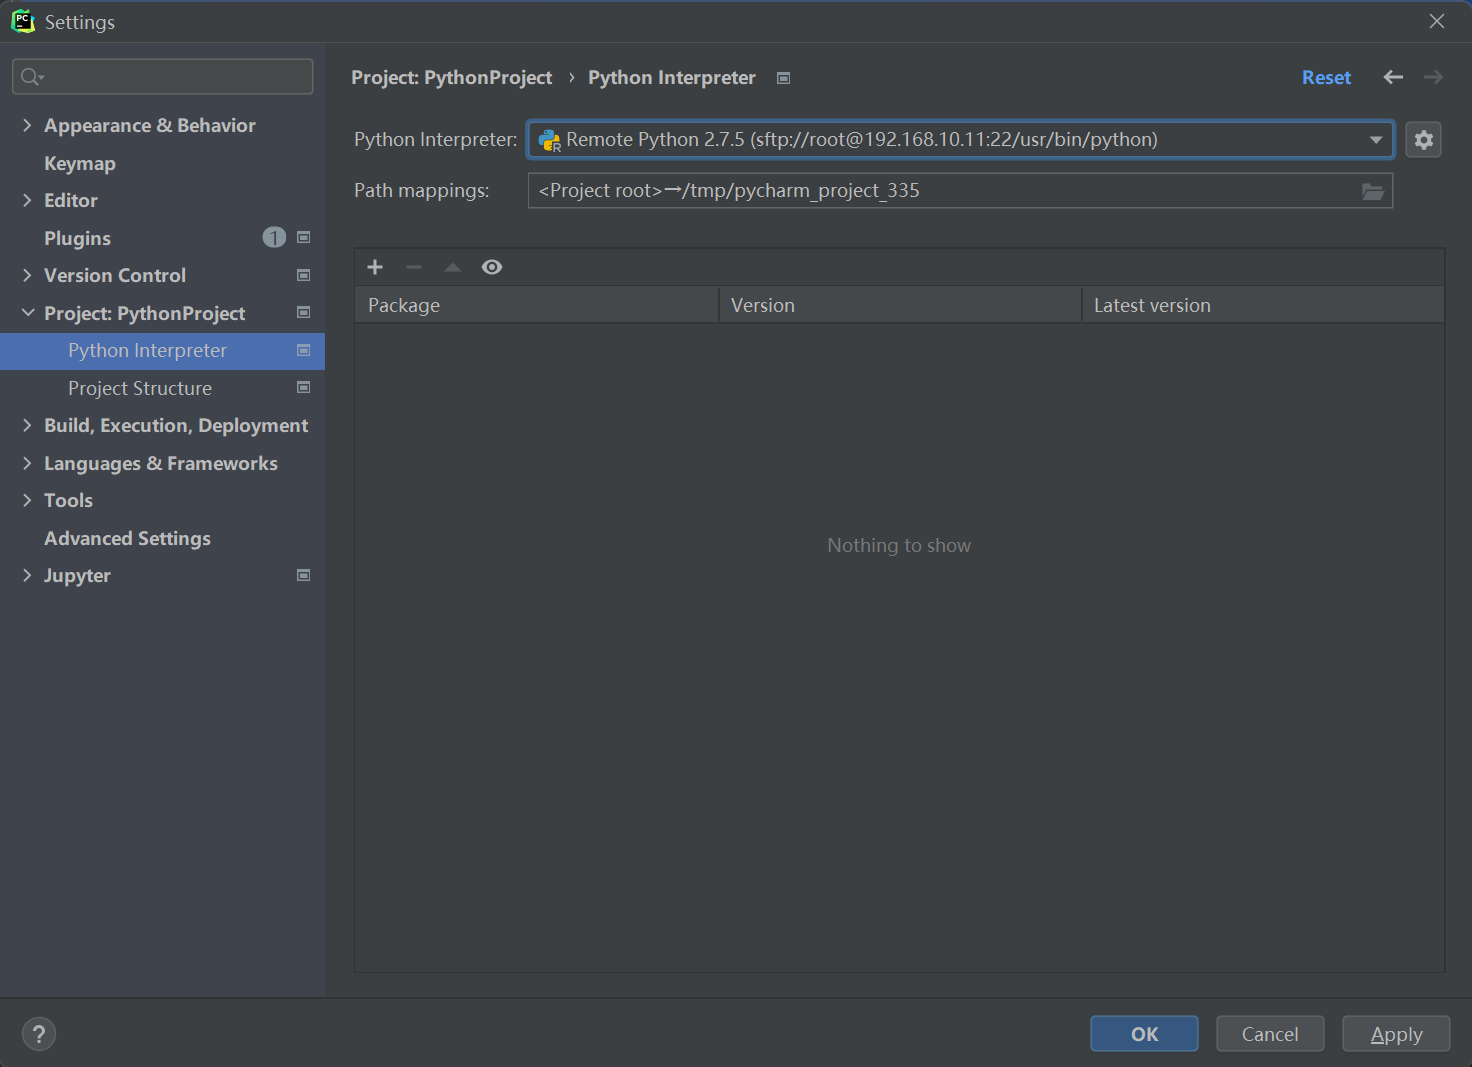 PC
Settings
Project: PythonProject › Python Interpreter
Reset
Appearance & Behavior
Keymap
Editor
Plugins 1
Version Control
Project: PythonProject
Python Interpreter
Project Structure
Build, Execution, Deployment
Languages & Frameworks
Tools
Advanced Settings
Jupyter
Python Interpreter: Remote Python 2.7.5 (sftp://root@192.168.10.11:22/usr/bin/python)
Path mappings: <Project root>→/tmp/pycharm_project_335
Package Version Latest version
Nothing to show
? OK Cancel Apply